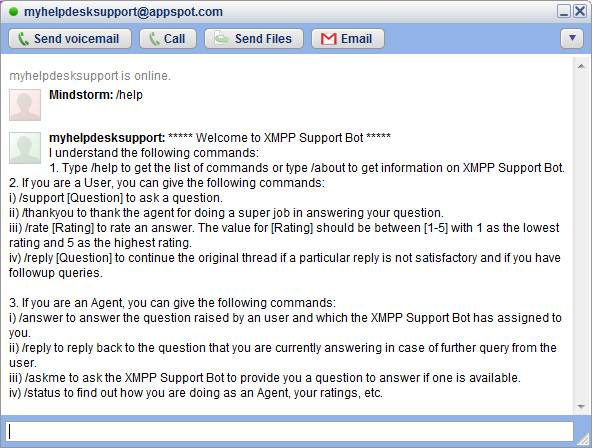 myhelpdesksupport@appspot.com
Send voicemail
Call
Send Files
Email
myhelpdesksupport is online.
Mindstorm: /help
myhelpdesksupport: ***** Welcome to XMPP Support Bot *****
I understand the following commands:
1. Type /help to get the list of commands or type /about to get information on XMPP Support Bot.
2. If you are a User, you can give the following commands:
i) /support [Question] to ask a question.
ii) /thankyou to thank the agent for doing a super job in answering your question.
iii) /rate [Rating] to rate an answer. The value for [Rating] should be between [1-5] with 1 as the lowest
rating and 5 as the highest rating.
iv) /reply [Question] to continue the original thread if a particular reply is not satisfactory and if you have
followup queries.
3. If you are an Agent, you can give the following commands:
i) /answer to answer the question raised by an user and which the XMPP Support Bot has assigned to
you.
ii) /reply to reply back to the question that you are currently answering in case of further query from the
user.
iii) /askme to ask the XMPP Support Bot to provide you a question to answer if one is available.
iv) /status to find out how you are doing as an Agent, your ratings, etc.